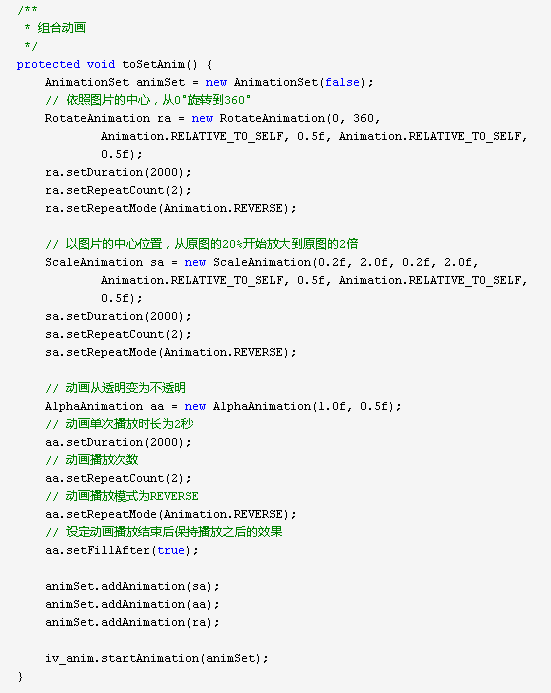 /**
 * 组合动画
 */
protected void toSetAnim() {
    AnimationSet animSet = new AnimationSet(false);
    // 依照图片的中心，从0°旋转到360°
    RotateAnimation ra = new RotateAnimation(0, 360,
            Animation.RELATIVE_TO_SELF, 0.5f, Animation.RELATIVE_TO_SELF,
            0.5f);
    ra.setDuration(2000);
    ra.setRepeatCount(2);
    ra.setRepeatMode(Animation.REVERSE);

    // 以图片的中心位置，从原图的20%开始放大到原图的2倍
    ScaleAnimation sa = new ScaleAnimation(0.2f, 2.0f, 0.2f, 2.0f,
            Animation.RELATIVE_TO_SELF, 0.5f, Animation.RELATIVE_TO_SELF,
            0.5f);
    sa.setDuration(2000);
    sa.setRepeatCount(2);
    sa.setRepeatMode(Animation.REVERSE);

    // 动画从透明变为不透明
    AlphaAnimation aa = new AlphaAnimation(1.0f, 0.5f);
    // 动画单次播放时长为2秒
    aa.setDuration(2000);
    // 动画播放次数
    aa.setRepeatCount(2);
    // 动画播放模式为REVERSE
    aa.setRepeatMode(Animation.REVERSE);
    // 设定动画播放结束后保持播放之后的效果
    aa.setFillAfter(true);

    animSet.addAnimation(sa);
    animSet.addAnimation(aa);
    animSet.addAnimation(ra);

    iv_anim.startAnimation(animSet);
}